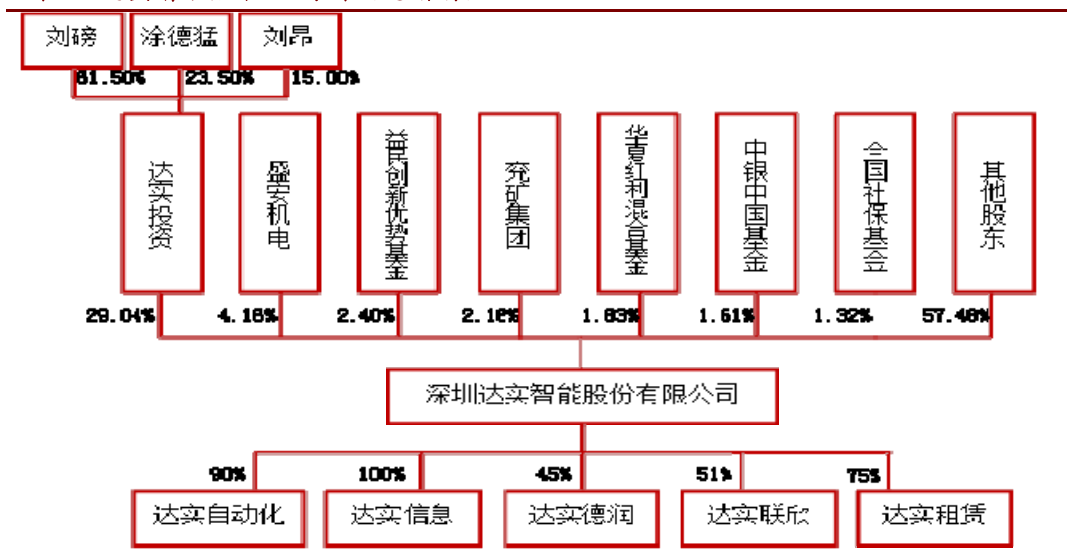 刘磅 涂德猛 刘昂
81.50% 23.50% 15.00%
达实投资
盛安机电
益民创新优势基金
兖矿集团
华夏红利混合基金
中银中国基金
全国社保基金
其他股东
29.04% 4.16% 2.40% 2.16% 1.83% 1.61% 1.32% 57.48%
深圳达实智能股份有限公司
90% 100% 45% 51% 75%
达实自动化 达实信息 达实德润 达实联欣 达实租赁